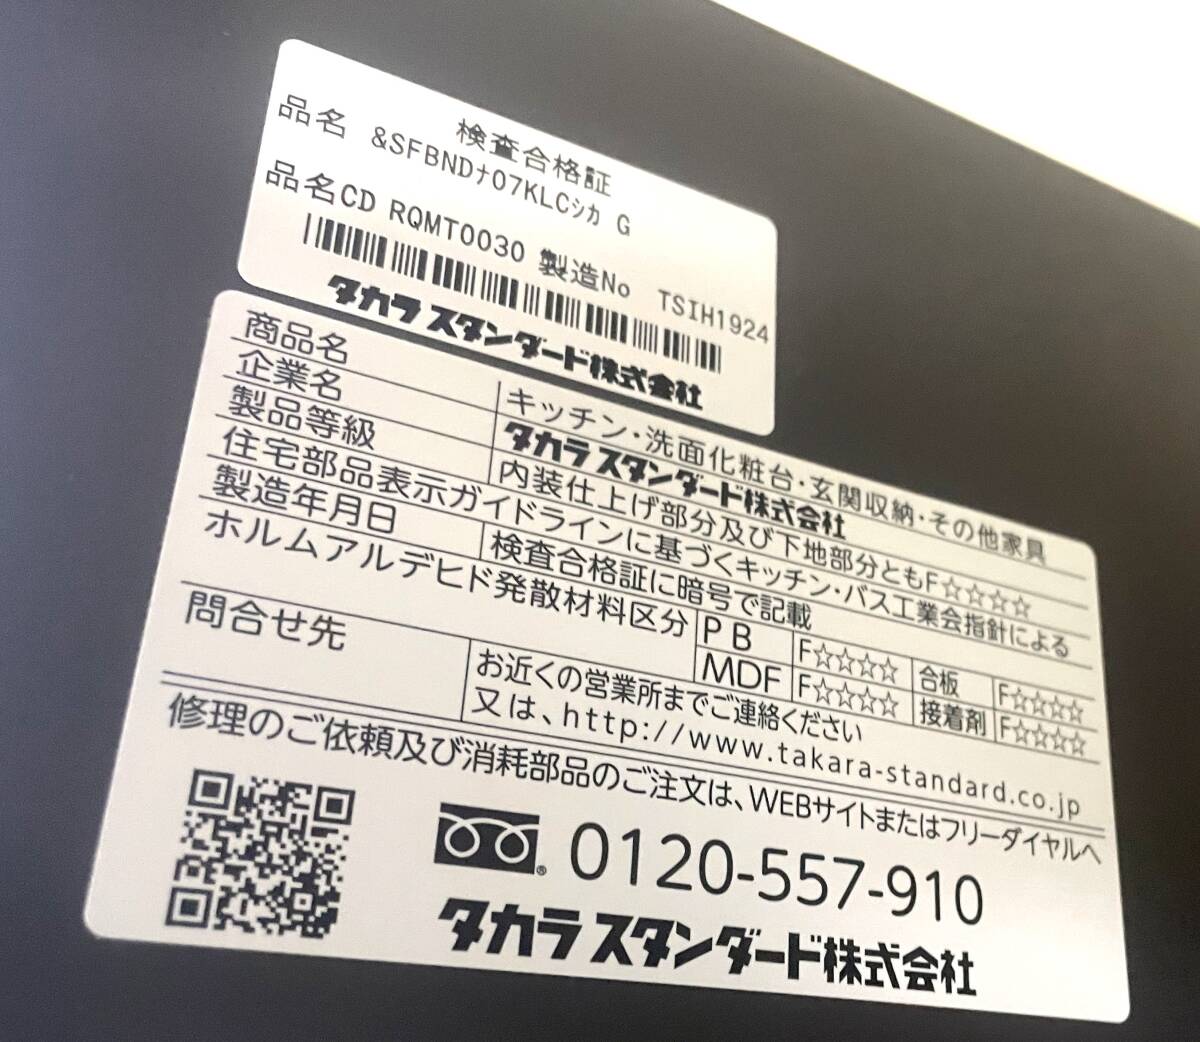 検査合格証
品名 &SFBNDﾅ07KLCｼｶ G
品名CD RQMT0030 製造No TSIH1924
タカラスタンダード株式会社
商品名 キッチン・洗面化粧台・玄関収納・その他家具
企業名 タカラスタンダード株式会社
製品等級 内装仕上げ部分及び下地部分ともF☆☆☆☆
住宅部品表示ガイドラインに基づくキッチン・バス工業会指針による
製造年月日 検査合格証に暗号で記載
ホルムアルデヒド発散材料区分 PB F☆☆☆☆ 合板 F☆☆☆☆
MDF F☆☆☆☆ 接着剤 F☆☆☆☆
問合せ先 お近くの営業所までご連絡ください
又は、http://www.takara-standard.co.jp
修理のご依頼及び消耗部品のご注文は、WEBサイトまたはフリーダイヤルへ
0120-557-910
タカラスタンダード株式会社